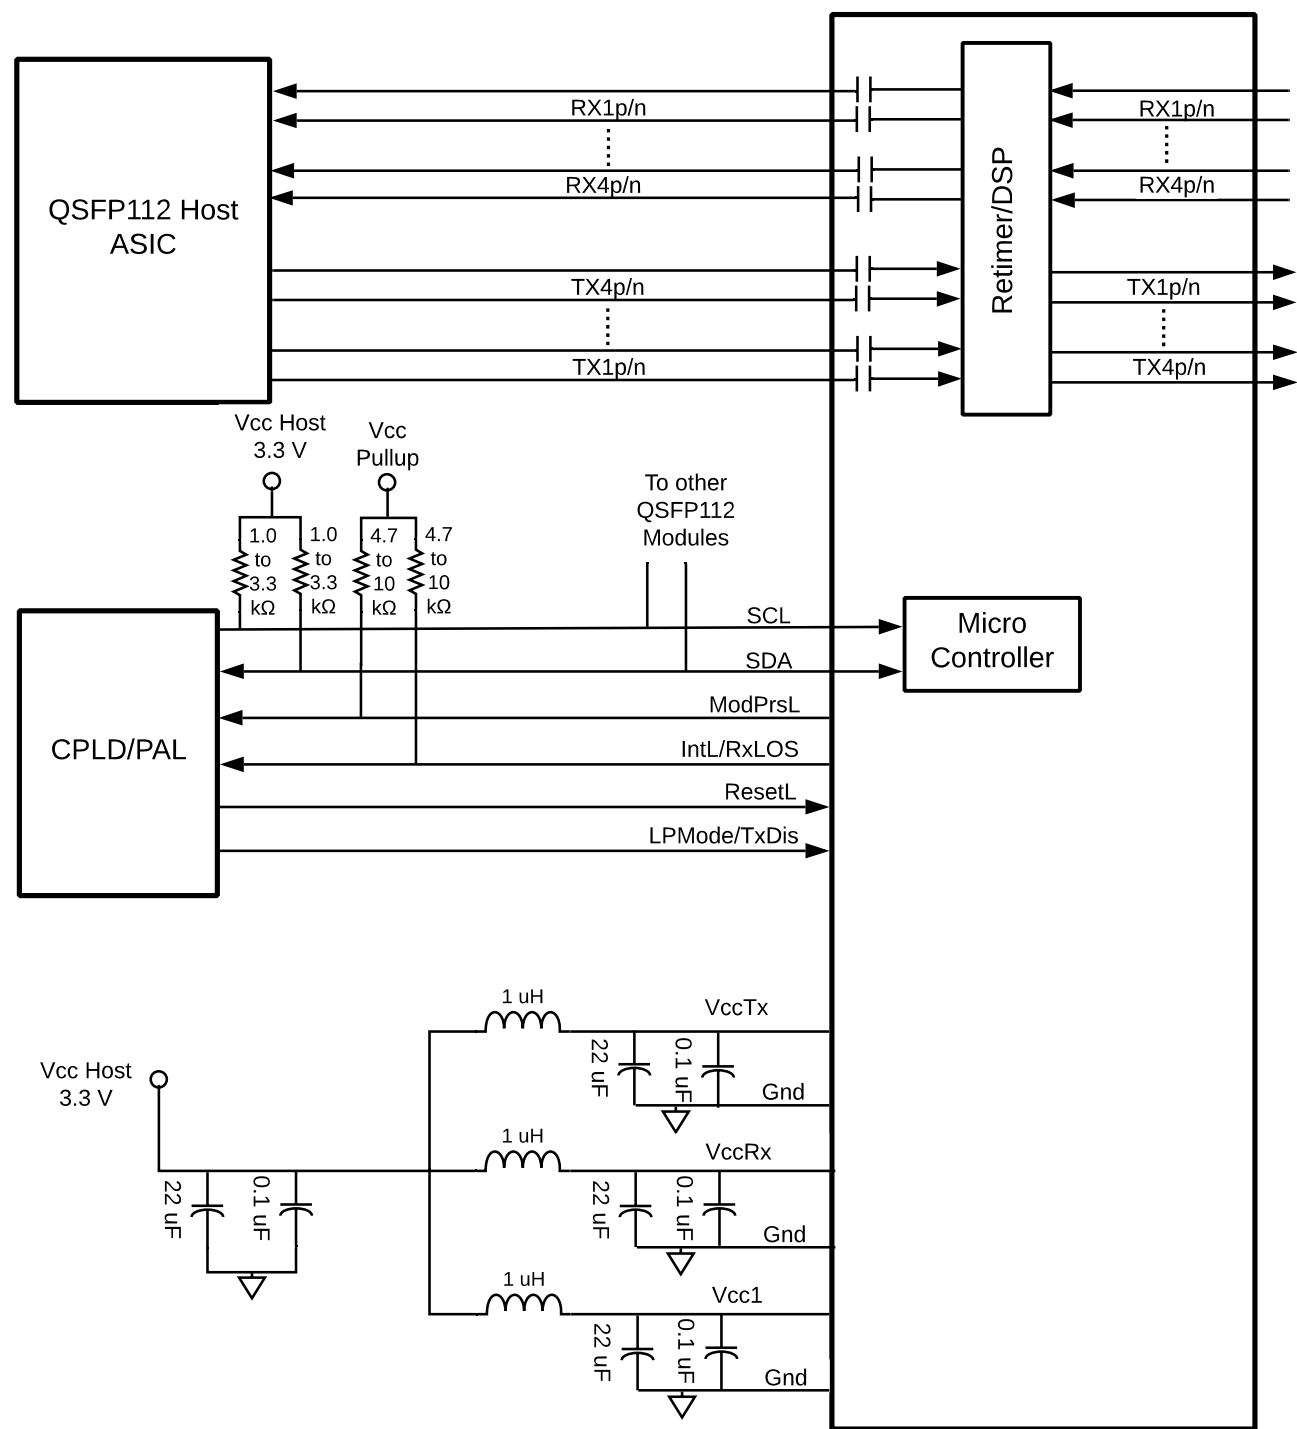 RX1p/n
RX1p/n
RX4p/n
RX4p/n
QSFP112 Host
ASIC
Retimer/DSP
TX4p/n
TX1p/n
TX1p/n
TX4p/n
Vcc Host
3.3 V
Vcc
Pullup
To other
QSFP112
Modules
1.0
to
3.3
kΩ
1.0
to
3.3
kΩ
4.7
to
10
kΩ
4.7
to
10
kΩ
SCL
SDA
Micro
Controller
ModPrsL
CPLD/PAL
IntL/RxLOS
ResetL
LPMode/TxDis
1 uH
VccTx
22 uF
0.1 uF
Gnd
Vcc Host
3.3 V
1 uH
VccRx
22 uF
0.1 uF
22 uF
0.1 uF
Gnd
1 uH
Vcc1
22 uF
0.1 uF
Gnd